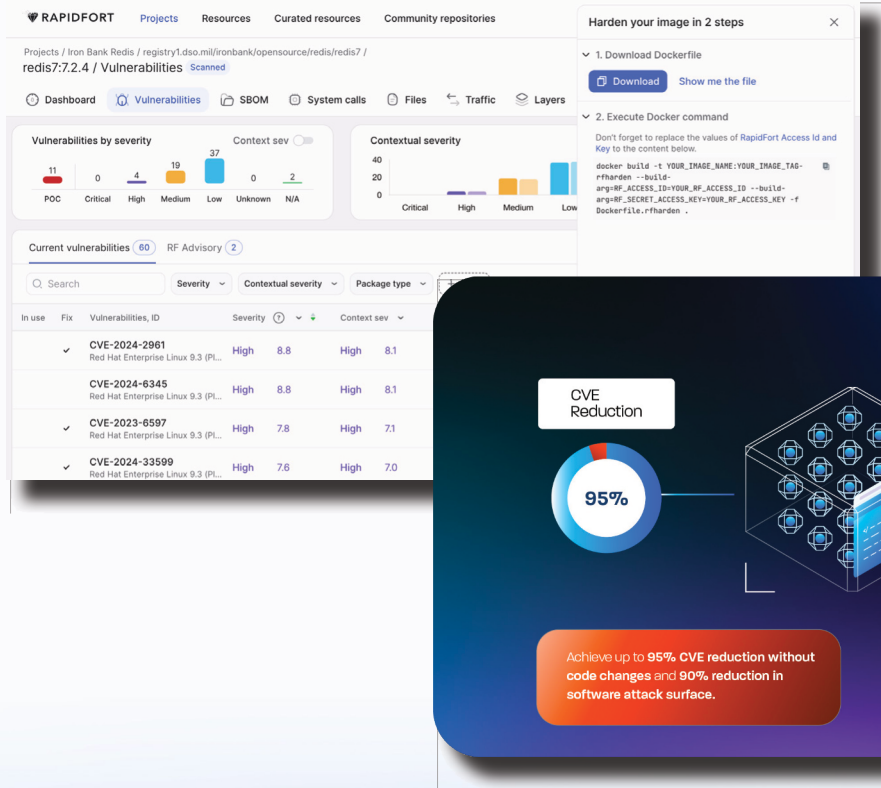 RAPIDFORT Projects Resources Curated resources Community repositories
Projects / Iron Bank Redis / registry1.dso.mil/ironbank/opensource/redis/redis7 /
redis7:7.2.4 / Vulnerabilities Scanned
Dashboard Vulnerabilities SBOM System calls Files Traffic Layers
Vulnerabilities by severity Context sev
11 0 4 19 37 0 2
POC Critical High Medium Low Unknown N/A
Contextual severity
40
20
0
Critical High Medium Low
Current vulnerabilities 60 RF Advisory 2
Search Severity Contextual severity Package type
In use Fix Vulnerabilities, ID Severity ? Context sev
CVE-2024-2961
Red Hat Enterprise Linux 9.3 (Pl... High 8.8 High 8.1
CVE-2024-6345
Red Hat Enterprise Linux 9.3 (Pl... High 8.8 High 8.1
CVE-2023-6597
Red Hat Enterprise Linux 9.3 (Pl... High 7.8 High 7.1
CVE-2024-33599
Red Hat Enterprise Linux 9.3 (Pl... High 7.6 High 7.0
Harden your image in 2 steps
1. Download Dockerfile
Download Show me the file
2. Execute Docker command
Don't forget to replace the values of RapidFort Access Id and
Key to the content below.
docker build -t YOUR_IMAGE_NAME:YOUR_IMAGE_TAG-
rfharden --build-
arg=RF_ACCESS_ID=YOUR_RF_ACCESS_ID --build-
arg=RF_SECRET_ACCESS_KEY=YOUR_RF_ACCESS_KEY -f
Dockerfile.rfharden .
CVE
Reduction
95%
Achieve up to 95% CVE reduction without
code changes and 90% reduction in
software attack surface.